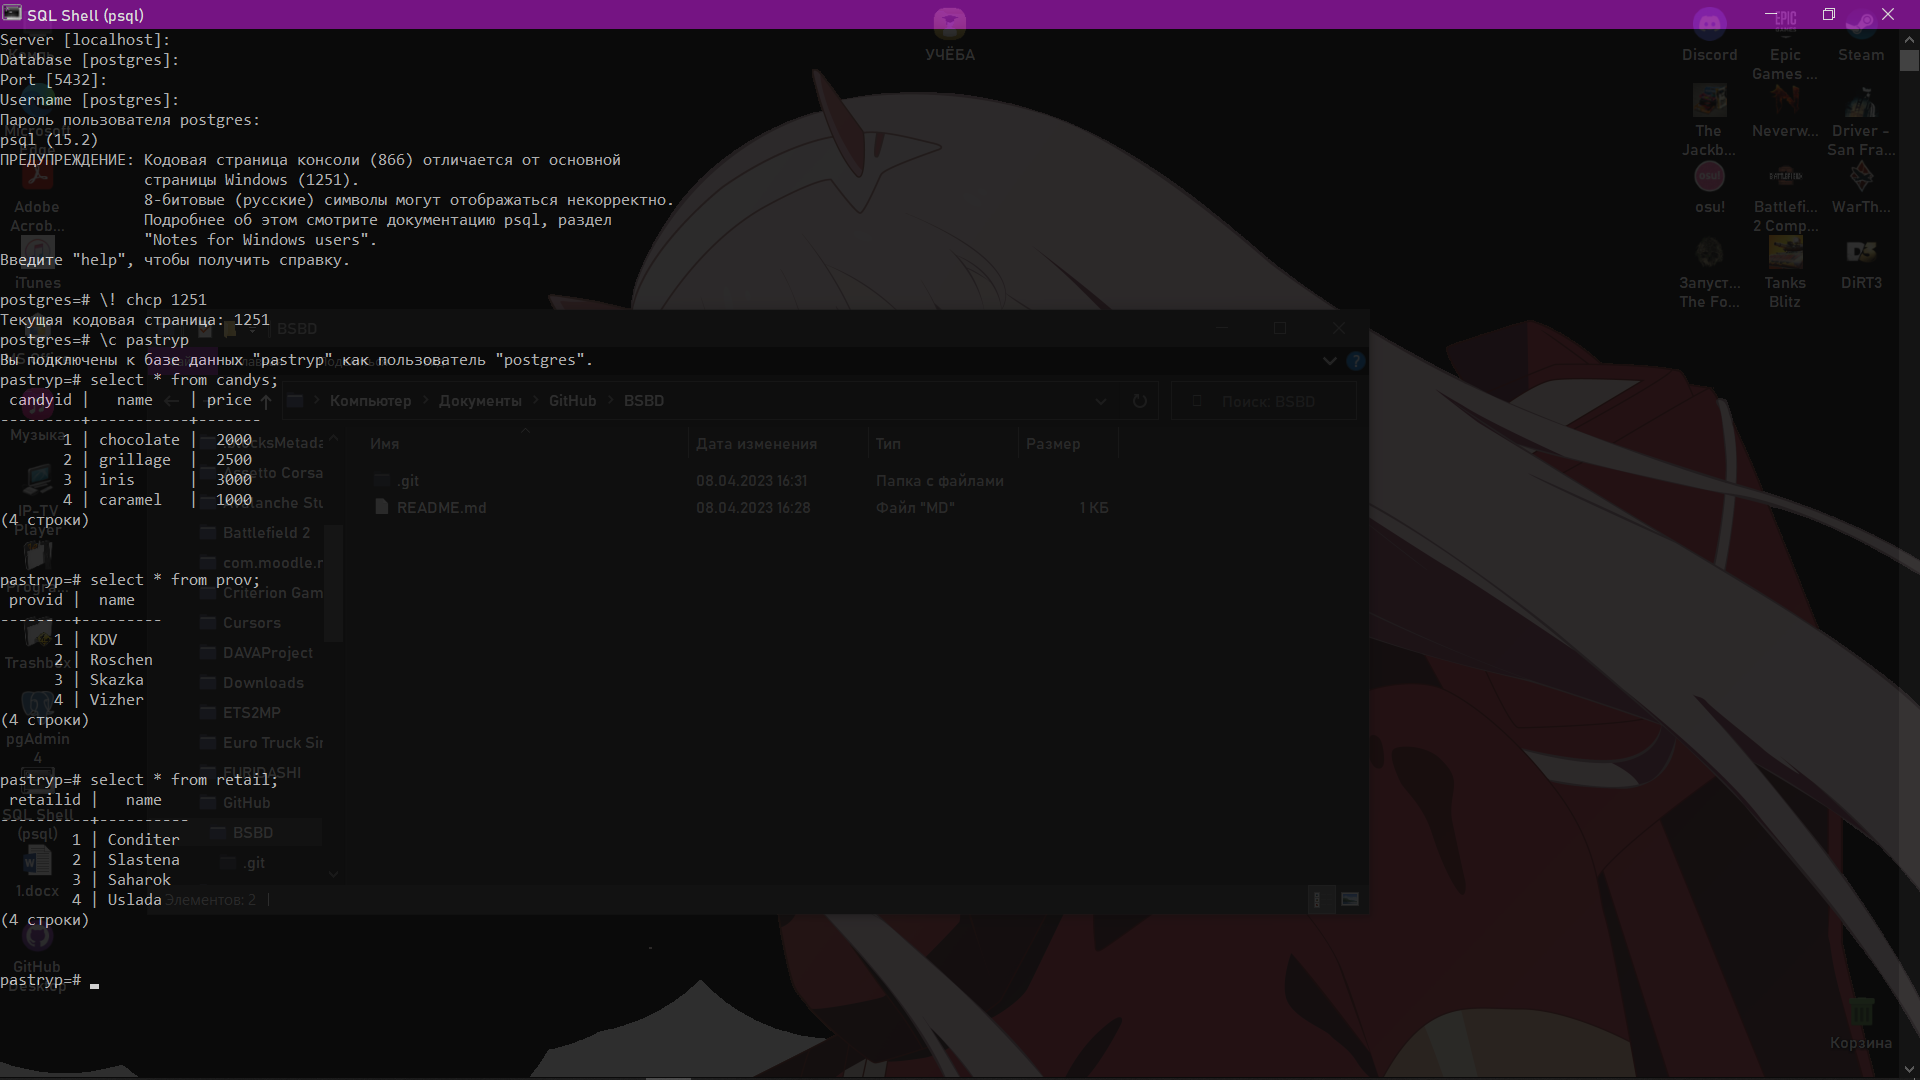 SQL Shell (psql)
Server [localhost]:
Database [postgres]:
Port [5432]:
Username [postgres]:
Пароль пользователя postgres:
psql (15.2)
ПРЕДУПРЕЖДЕНИЕ: Кодовая страница консоли (866) отличается от основной
страницы Windows (1251).
8-битовые (русские) символы могут отображаться некорректно.
Подробнее об этом смотрите документацию psql, раздел
"Notes for Windows users".
Введите "help", чтобы получить справку.
postgres=# \! chcp 1251
Текущая кодовая страница: 1251
postgres=# \c pastryp
Вы подключены к базе данных "pastryp" как пользователь "postgres".
pastryp=# select * from candys;
candyid | name | price
---------+-----------+-------
1 | chocolate | 2000
2 | grillage | 2500
3 | iris | 3000
4 | caramel | 1000
(4 строки)
pastryp=# select * from prov;
provid | name
--------+---------
1 | KDV
2 | Roschen
3 | Skazka
4 | Vizher
(4 строки)
pastryp=# select * from retail;
retailid | name
----------+----------
1 | Conditer
2 | Slastena
3 | Saharok
4 | Uslada
(4 строки)
pastryp=#
УЧЁБА
Discord
Epic
Games ...
Steam
The
Jackb...
Neverw...
Driver -
San Fra...
osu!
Battlefi...
2 Comp...
WarTh...
Запуст...
The Fo...
Tanks
Blitz
DiRT3
Корзина
Microsoft
Adobe
Acrob...
iTunes
Музыка
IP-TV
Player
Trashbox
pgAdmin
4
SQL Shell
(psql)
1.docx
GitHub
Desktop
BSBD
Компьютер
Документы
GitHub
BSBD
Поиск: BSBD
Имя
Дата изменения
Тип
Размер
.git
08.04.2023 16:31
Папка с файлами
README.md
08.04.2023 16:28
Файл "MD"
1 КБ
Assetto Corsa
Battlefield 2
com.moodle.r
Criterion Gam
Cursors
DAVAProject
Downloads
ETS2MP
Euro Truck Sir
FURIDASHI
GitHub
BSBD
.git
Элементов: 2